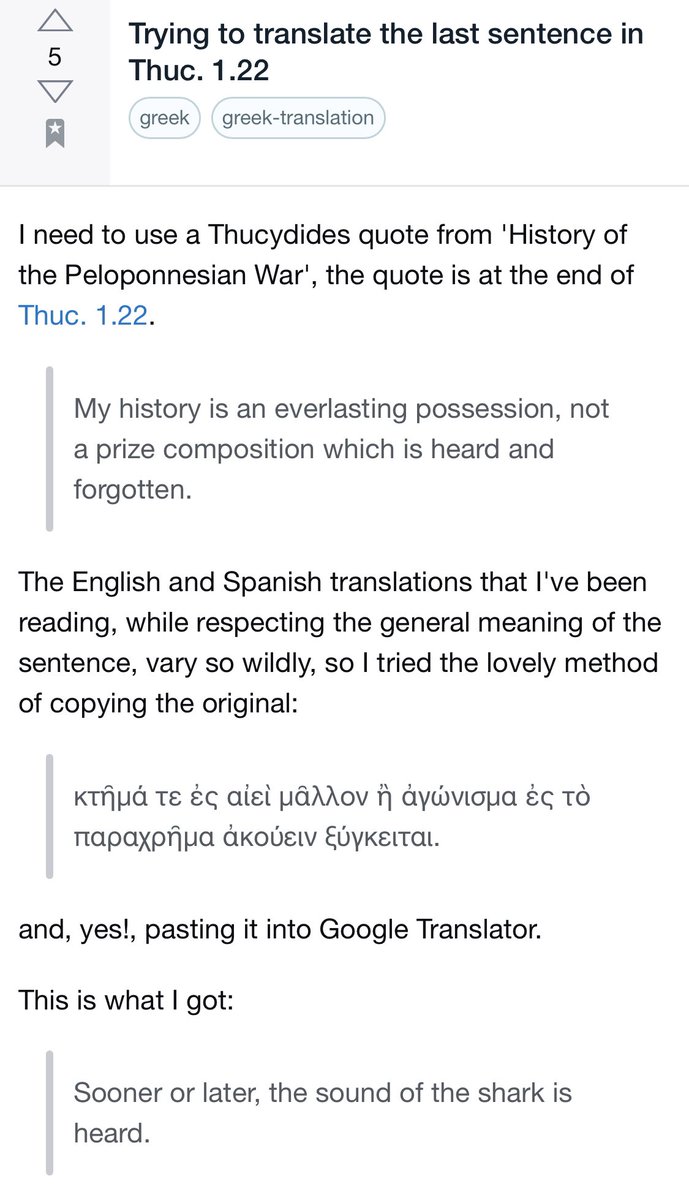 5
Trying to translate the last sentence in
Thuc. 1.22
greek greek-translation
I need to use a Thucydides quote from 'History of
the Peloponnesian War', the quote is at the end of
Thuc. 1.22.
My history is an everlasting possession, not
a prize composition which is heard and
forgotten.
The English and Spanish translations that I've been
reading, while respecting the general meaning of the
sentence, vary so wildly, so I tried the lovely method
of copying the original:
κτῆμά τε ἐς αἰεὶ μᾶλλον ἢ ἀγώνισμα ἐς τὸ
παραχρῆμα ἀκούειν ξύγκειται.
and, yes!, pasting it into Google Translator.
This is what I got:
Sooner or later, the sound of the shark is
heard.